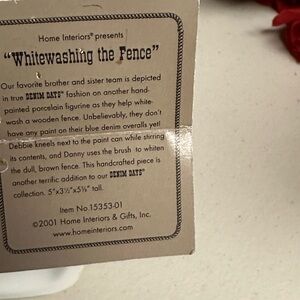 Home Interiors® presents
"Whitewashing the Fence"
Our favorite brother and sister team is depicted
in true DENIM DAYS® fashion on another hand-
painted porcelain figurine as they help white-
wash a wooden fence. Unbelievably, they don't
have any paint on their blue denim overalls yet!
Debbie kneels next to the paint can while stirring
its contents, and Danny uses the brush to whiten
the dull, brown fence. This handcrafted piece is
another terrific addition to our DENIM DAYS®
collection. 5"x3½"x5⅛" tall.
Item No.15353-01
©2001 Home Interiors & Gifts, Inc.
www.homeinteriors.com